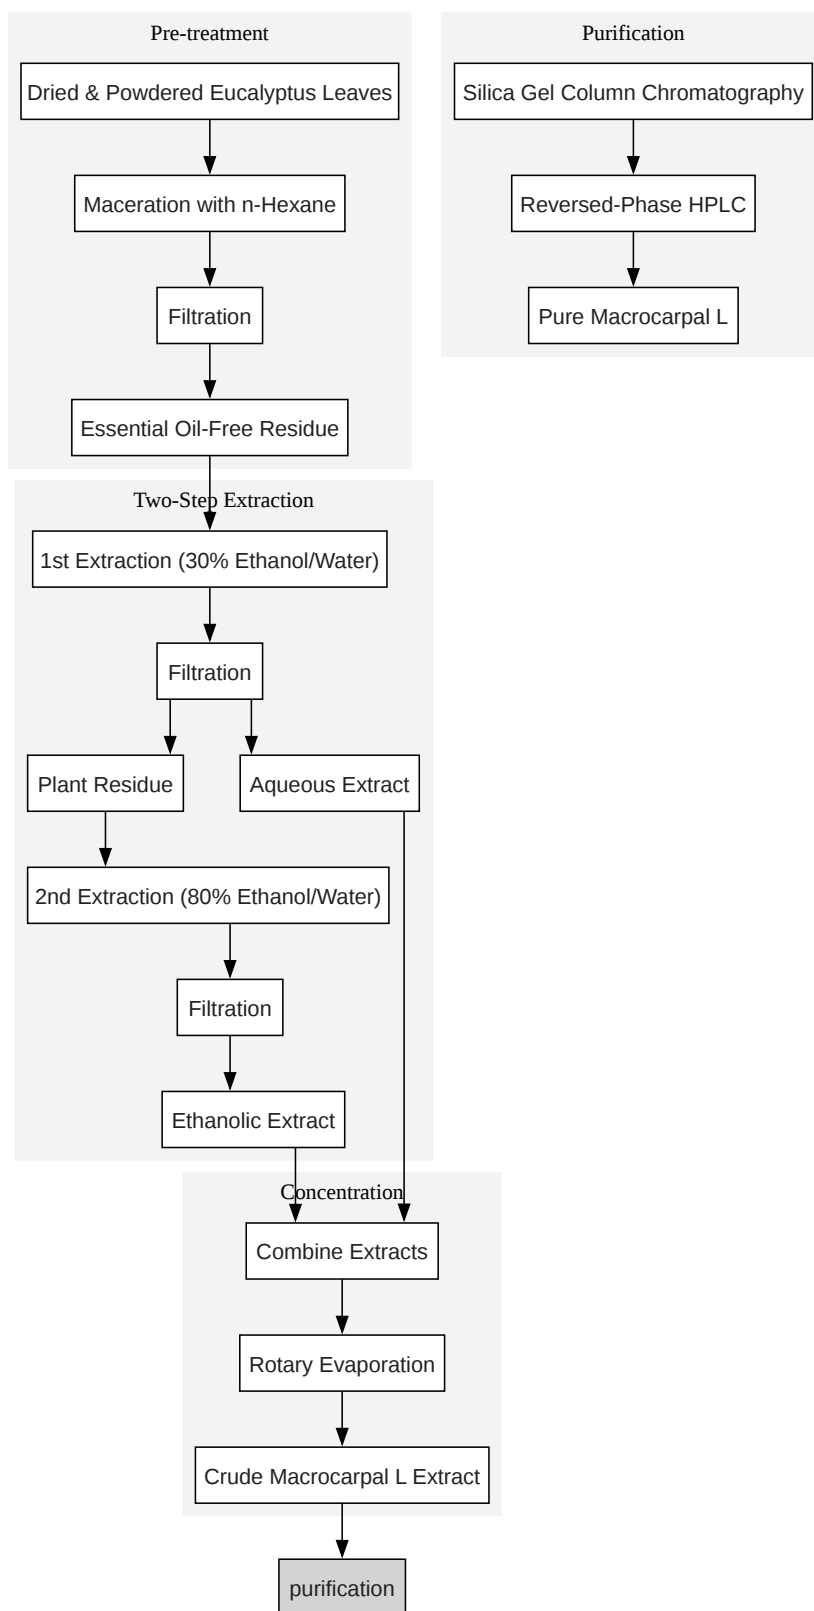 Pre-treatment
Dried & Powdered Eucalyptus Leaves
Maceration with n-Hexane
Filtration
Essential Oil-Free Residue
Two-Step Extraction
1st Extraction (30% Ethanol/Water)
Filtration
Plant Residue
Aqueous Extract
2nd Extraction (80% Ethanol/Water)
Filtration
Ethanolic Extract
Concentration
Combine Extracts
Rotary Evaporation
Crude Macrocarpal L Extract
purification
Purification
Silica Gel Column Chromatography
Reversed-Phase HPLC
Pure Macrocarpal L